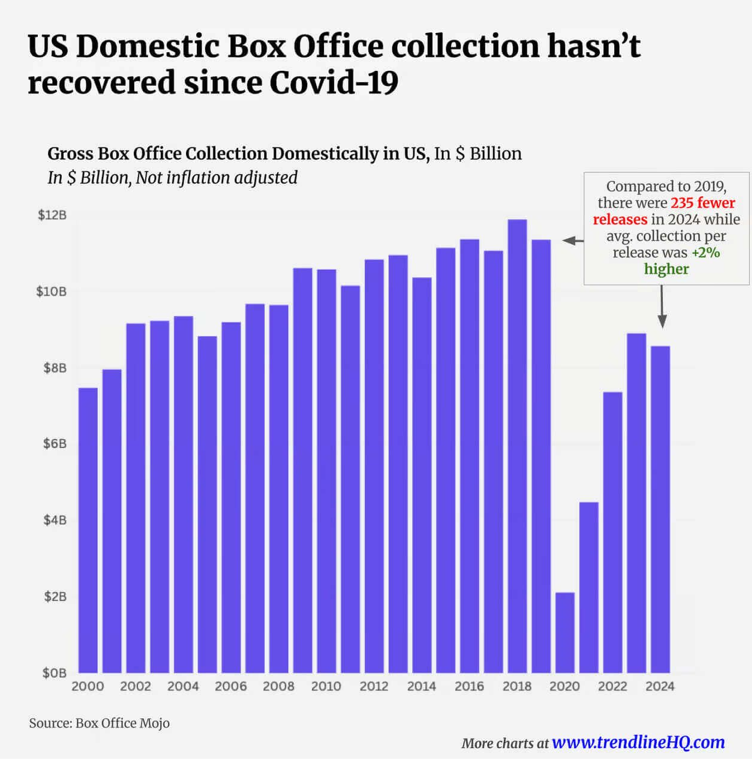 US Domestic Box Office collection hasn’t
recovered since Covid-19
Gross Box Office Collection Domestically in US, In $ Billion
In $ Billion, Not inflation adjusted
Compared to 2019,
there were 235 fewer
releases in 2024 while
avg. collection per
release was +2%
higher
$12B
$10B
$8B
$6B
$4B
$2B
$0B
2000 2002 2004 2006 2008 2010 2012 2014 2016 2018 2020 2022 2024
Source: Box Office Mojo
More charts at www.trendlineHQ.com